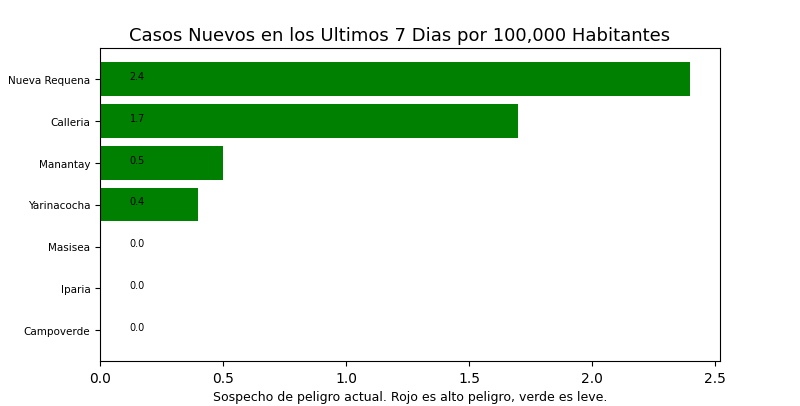 Casos Nuevos en los Ultimos 7 Dias por 100,000 Habitantes
Nueva Requena 2.4
Calleria 1.7
Manantay 0.5
Yarinacocha 0.4
Masisea 0.0
Iparia 0.0
Campoverde 0.0
0.0 0.5 1.0 1.5 2.0 2.5
Sospecho de peligro actual. Rojo es alto peligro, verde es leve.